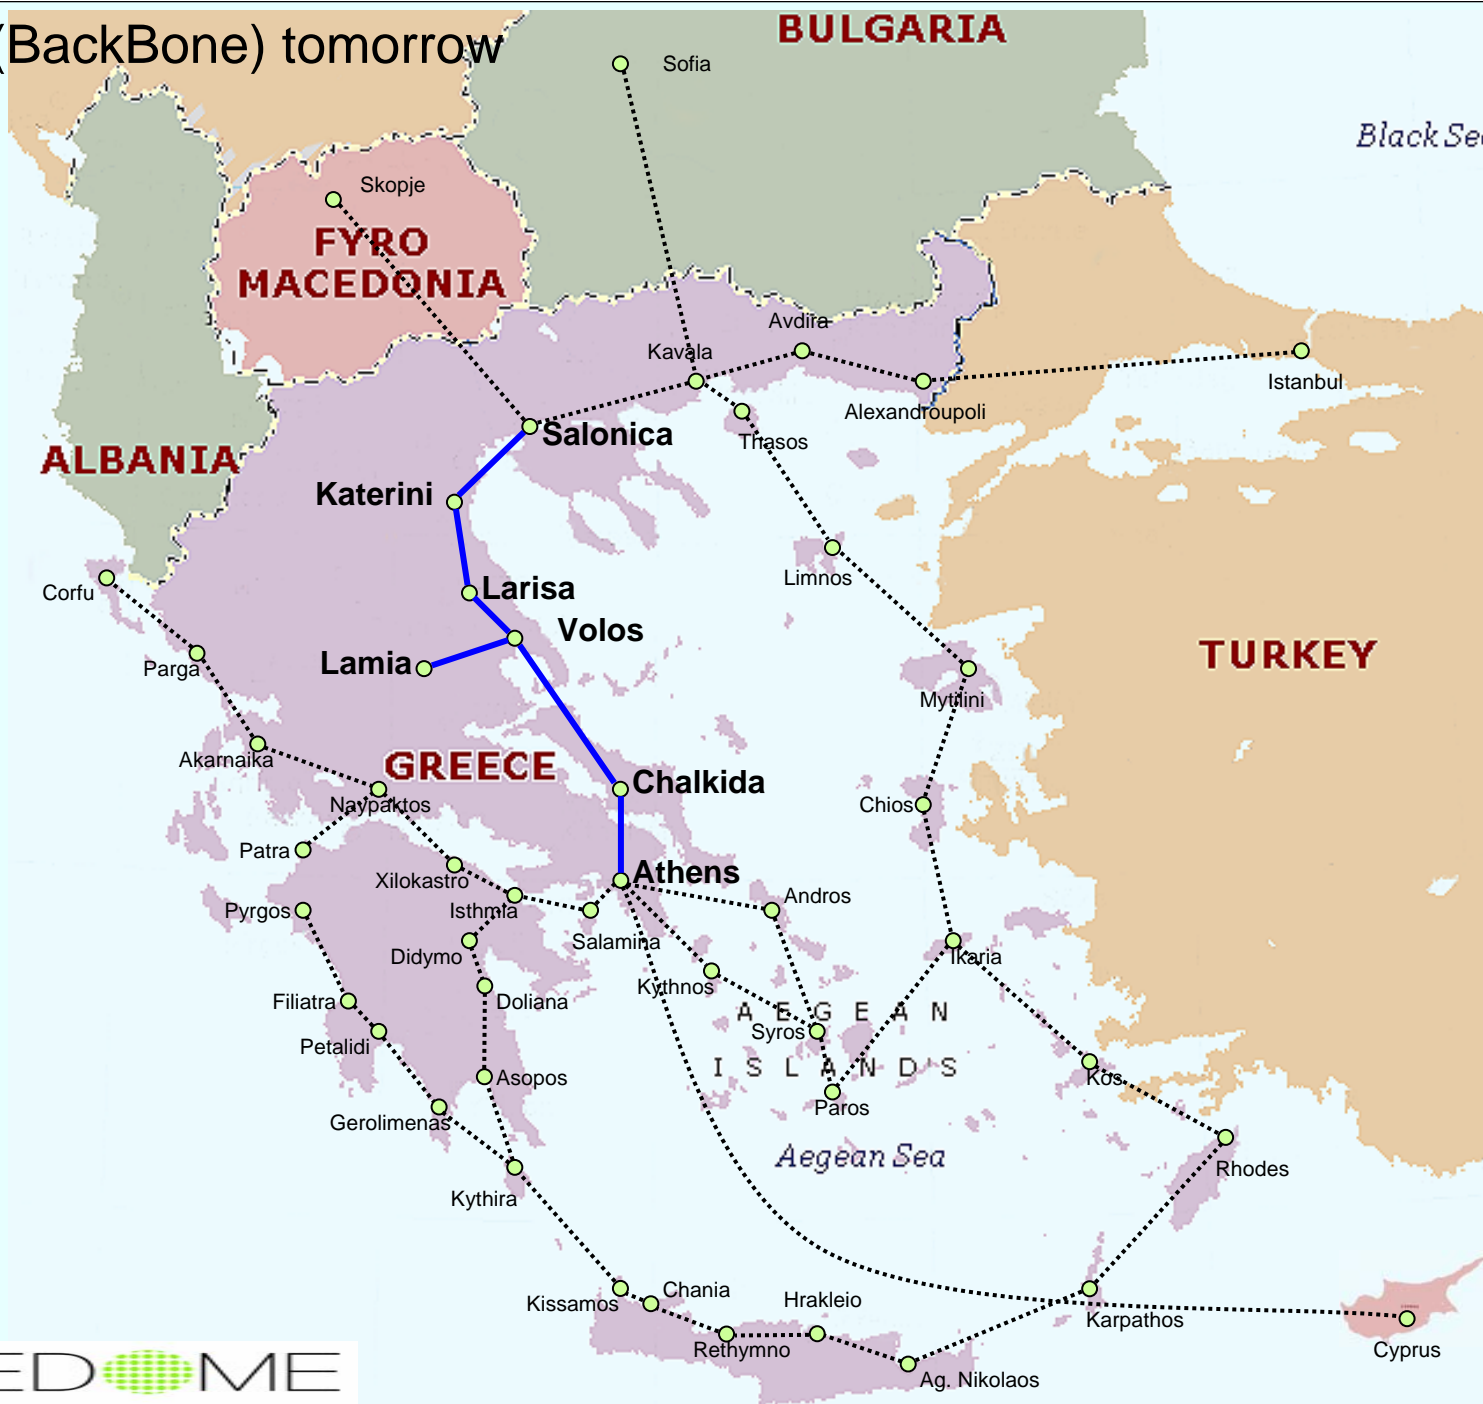 (BackBone) tomorrow
BULGARIA
Sofia
Black Se
Skopje
FYRO
MACEDONIA
Avdira
Kavala
Istanbul
Alexandroupoli
Salonica
Thasos
ALBANIA
Katerini
Limnos
Larisa
Corfu
Volos
TURKEY
Lamia
Parga
Mytilini
Akarnaika
GREECE
Chalkida
Naypaktos
Chios
Patra
Athens
Xilokastro
Andros
Pyrgos
Isthmia
Salamina
Didymo
Ikaria
Kythnos
Filiatra
Doliana
AEGEAN
Syros
Petalidi
ISLAND'S
Asopos
Kos
Paros
Gerolimenas
Aegean Sea
Rhodes
Kythira
Chania
Kissamos
Hrakleio
Karpathos
Rethymno
Cyprus
Ag. Nikolaos
EDOME